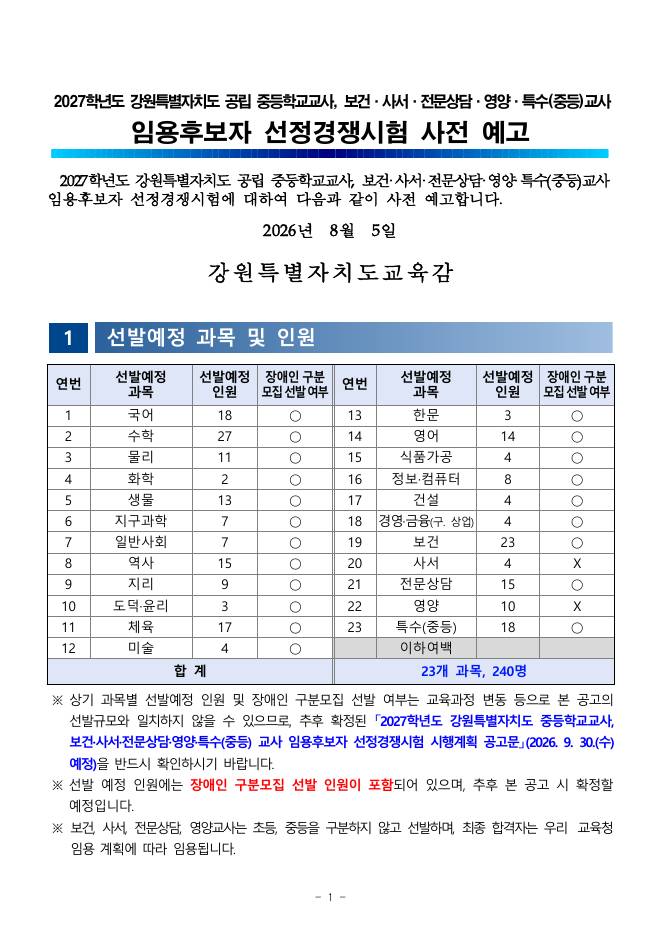 2027학년도 강원특별자치도 공립 중등학교교사, 보건·사서·전문상담·영양·특수(중등)교사
임용후보자 선정경쟁시험 사전 예고
2027학년도 강원특별자치도 공립 중등학교교사, 보건·사서·전문상담·영양·특수(중등)교사
임용후보자 선정경쟁시험에 대하여 다음과 같이 사전 예고합니다.
2026년 8월 5일
강원특별자치도교육감
1 선발예정 과목 및 인원
연번 선발예정 과목 선발예정 인원 장애인 구분 모집 선발 여부 연번 선발예정 과목 선발예정 인원 장애인 구분 모집 선발 여부
1 국어 18 ○ 13 한문 3 ○
2 수학 27 ○ 14 영어 14 ○
3 물리 11 ○ 15 식품가공 4 ○
4 화학 2 ○ 16 정보·컴퓨터 8 ○
5 생물 13 ○ 17 건설 4 ○
6 지구과학 7 ○ 18 경영·금융(구. 상업) 4 ○
7 일반사회 7 ○ 19 보건 23 ○
8 역사 15 ○ 20 사서 4 X
9 지리 9 ○ 21 전문상담 15 ○
10 도덕·윤리 3 ○ 22 영양 10 X
11 체육 17 ○ 23 특수(중등) 18 ○
12 미술 4 ○ 이하여백
합 계 23개 과목, 240명
※ 상기 과목별 선발예정 인원 및 장애인 구분모집 선발 여부는 교육과정 변동 등으로 본 공고의
선발규모와 일치하지 않을 수 있으므로, 추후 확정된 「2027학년도 강원특별자치도 중등학교교사,
보건·사서·전문상담·영양·특수(중등) 교사 임용후보자 선정경쟁시험 시행계획 공고문」(2026. 9. 30.(수)
예정)을 반드시 확인하시기 바랍니다.
※ 선발 예정 인원에는 장애인 구분모집 선발 인원이 포함되어 있으며, 추후 본 공고 시 확정할
예정입니다.
※ 보건, 사서, 전문상담, 영양교사는 초등, 중등을 구분하지 않고 선발하며, 최종 합격자는 우리 교육청
임용 계획에 따라 임용됩니다.
- 1 -